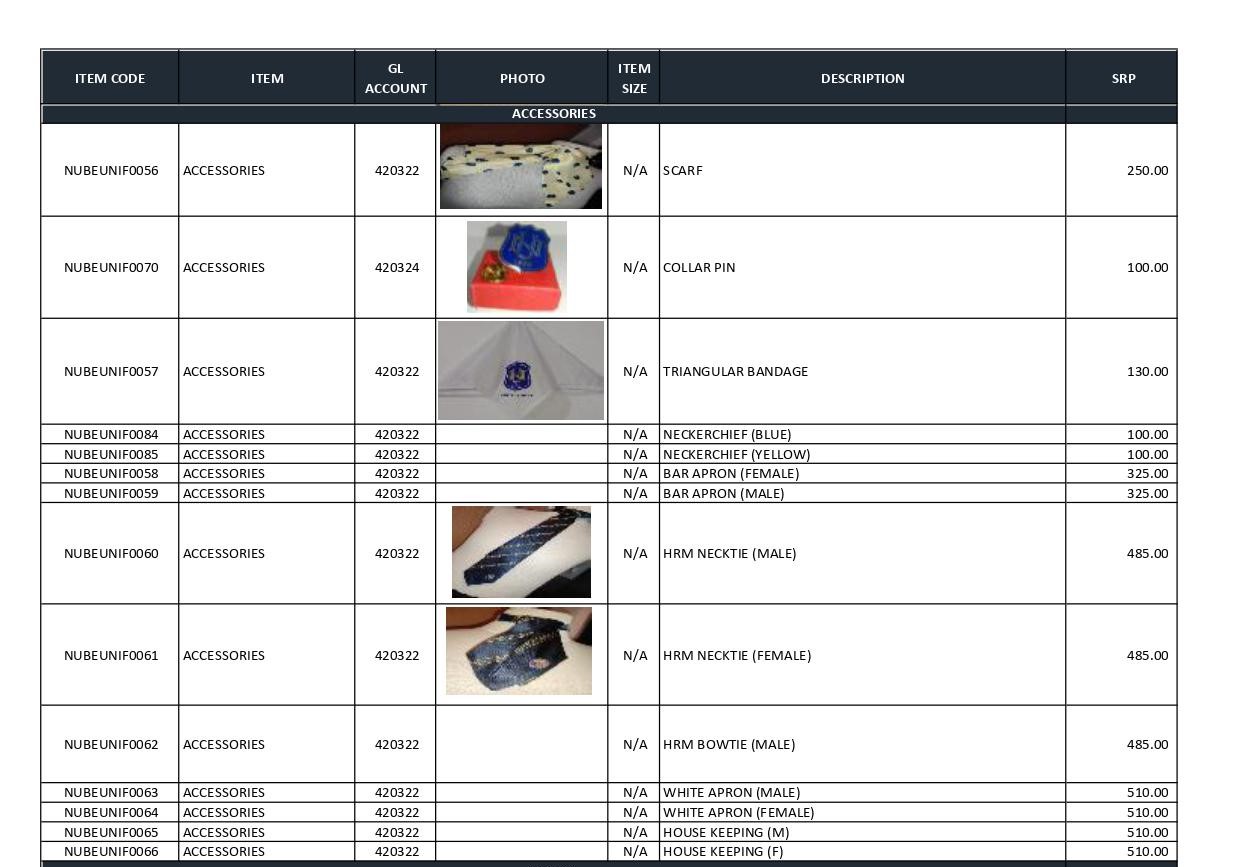 ITEM CODE ITEM GL ACCOUNT PHOTO ITEM SIZE DESCRIPTION SRP
ACCESSORIES
NUBEUNIF0056 ACCESSORIES 420322 N/A SCARF 250.00
NUBEUNIF0070 ACCESSORIES 420324 N/A COLLAR PIN 100.00
NUBEUNIF0057 ACCESSORIES 420322 N/A TRIANGULAR BANDAGE 130.00
NUBEUNIF0084 ACCESSORIES 420322 N/A NECKERCHIEF (BLUE) 100.00
NUBEUNIF0085 ACCESSORIES 420322 N/A NECKERCHIEF (YELLOW) 100.00
NUBEUNIF0058 ACCESSORIES 420322 N/A BAR APRON (FEMALE) 325.00
NUBEUNIF0059 ACCESSORIES 420322 N/A BAR APRON (MALE) 325.00
NUBEUNIF0060 ACCESSORIES 420322 N/A HRM NECKTIE (MALE) 485.00
NUBEUNIF0061 ACCESSORIES 420322 N/A HRM NECKTIE (FEMALE) 485.00
NUBEUNIF0062 ACCESSORIES 420322 N/A HRM BOWTIE (MALE) 485.00
NUBEUNIF0063 ACCESSORIES 420322 N/A WHITE APRON (MALE) 510.00
NUBEUNIF0064 ACCESSORIES 420322 N/A WHITE APRON (FEMALE) 510.00
NUBEUNIF0065 ACCESSORIES 420322 N/A HOUSE KEEPING (M) 510.00
NUBEUNIF0066 ACCESSORIES 420322 N/A HOUSE KEEPING (F) 510.00